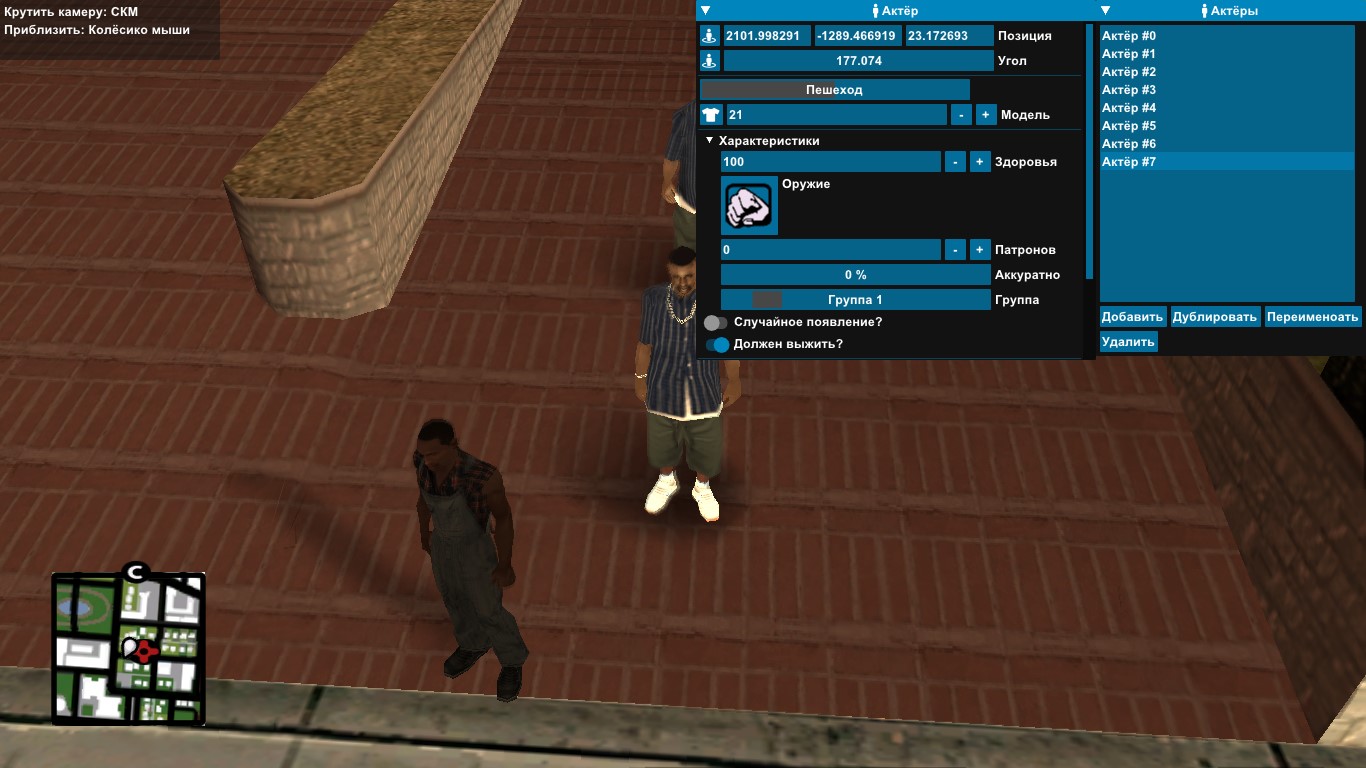 Крутить камеру: СКМ
Приблизить: Колёсико мыши
Актёр
2101.998291 -1289.466919 23.172693 Позиция
177.074 Угол
Пешеход
21 - + Модель
Характеристики
100 - + Здоровья
Оружие
0 - + Патронов
0 % Аккуратно
Группа 1 Группа
Случайное появление?
Должен выжить?
Актёры
Актёр #0
Актёр #1
Актёр #2
Актёр #3
Актёр #4
Актёр #5
Актёр #6
Актёр #7
Добавить Дублировать Переименоать
Удалить
C